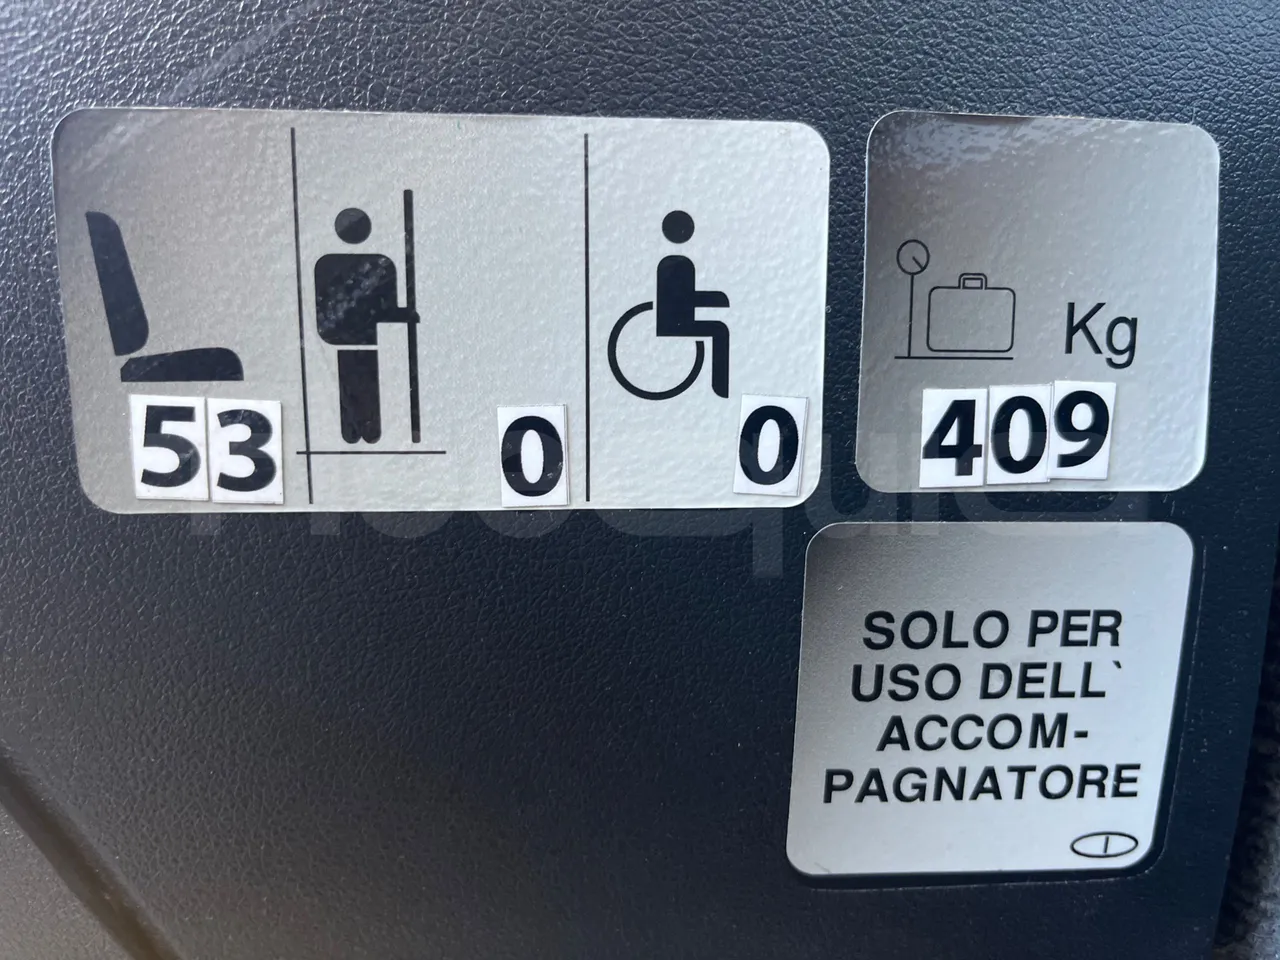 53
0
0
Kg
409
SOLO PER
USO DELL`
ACCOM-
PAGNATORE
I